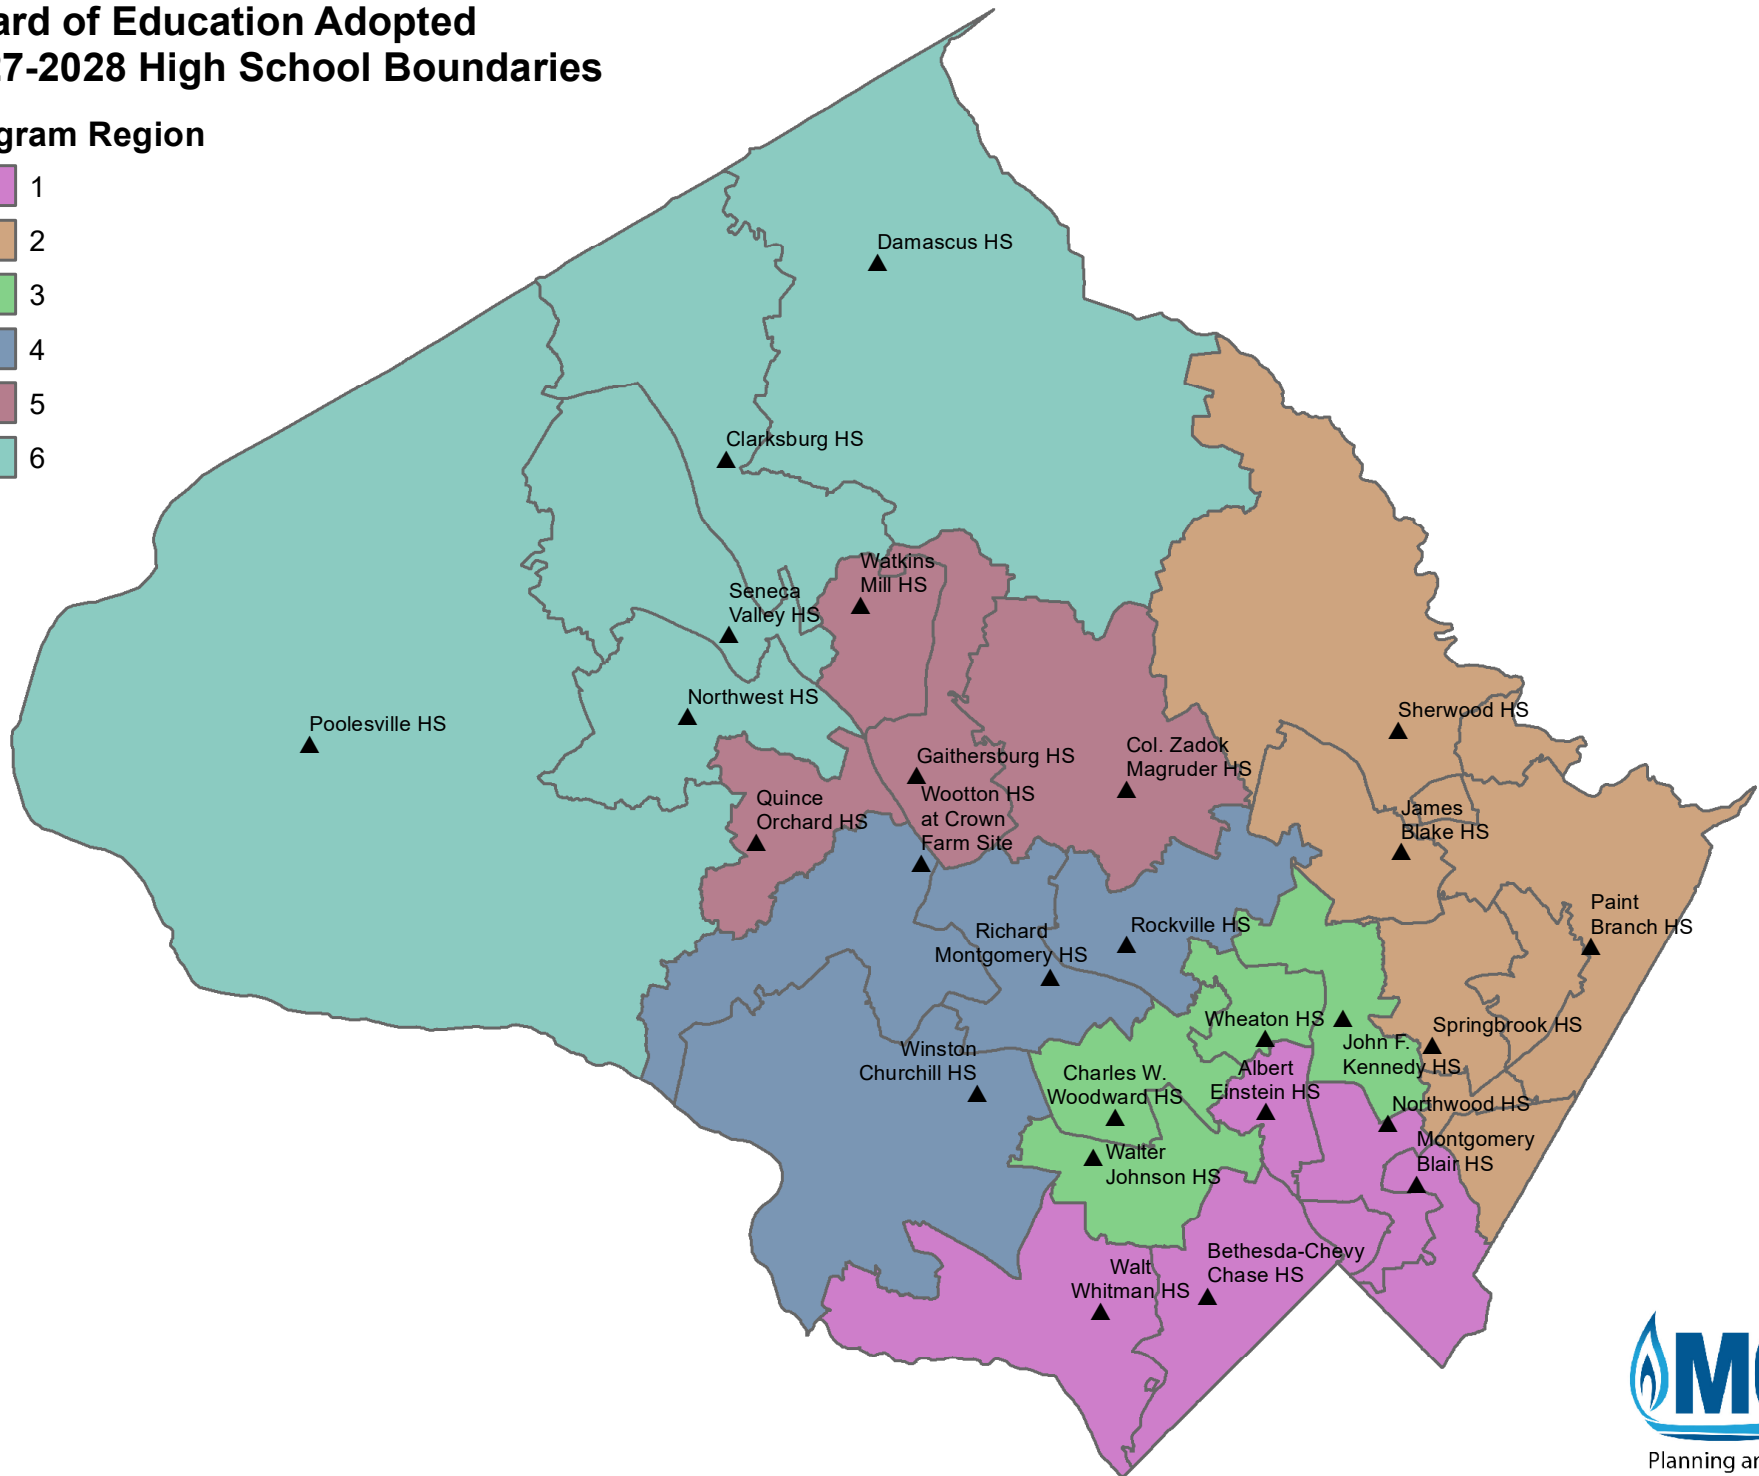 ard of Education Adopted
27-2028 High School Boundaries
gram Region
1
2
3
4
5
6
Damascus HS
Clarksburg HS
Watkins
Mill HS
Seneca
Valley HS
Northwest HS
Poolesville HS
Sherwood HS
Gaithersburg HS
Col. Zadok
Magruder HS
Quince
Orchard HS
Wootton HS
at Crown
Farm Site
James
Blake HS
Paint
Branch HS
Richard
Montgomery HS
Rockville HS
Wheaton HS
John F.
Kennedy HS
Springbrook HS
Winston
Churchill HS
Charles W.
Woodward HS
Albert
Einstein HS
Northwood HS
Montgomery
Blair HS
Walter
Johnson HS
Walt
Whitman HS
Bethesda-Chevy
Chase HS
M
Planning a